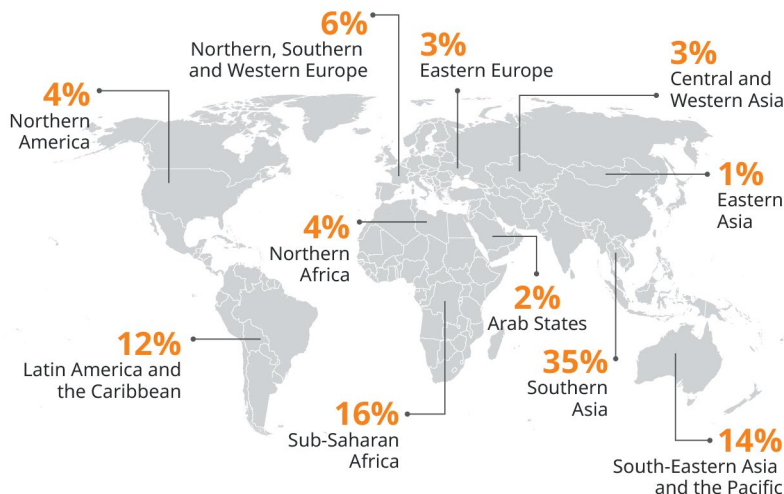 6%
Northern, Southern
and Western Europe
3%
Eastern Europe
3%
Central and
Western Asia
4%
Northern
America
1%
Eastern
Asia
4%
Northern
Africa
2%
Arab States
12%
Latin America and
the Caribbean
35%
Southern
Asia
16%
Sub-Saharan
Africa
14%
South-Eastern Asia
and the Pacific